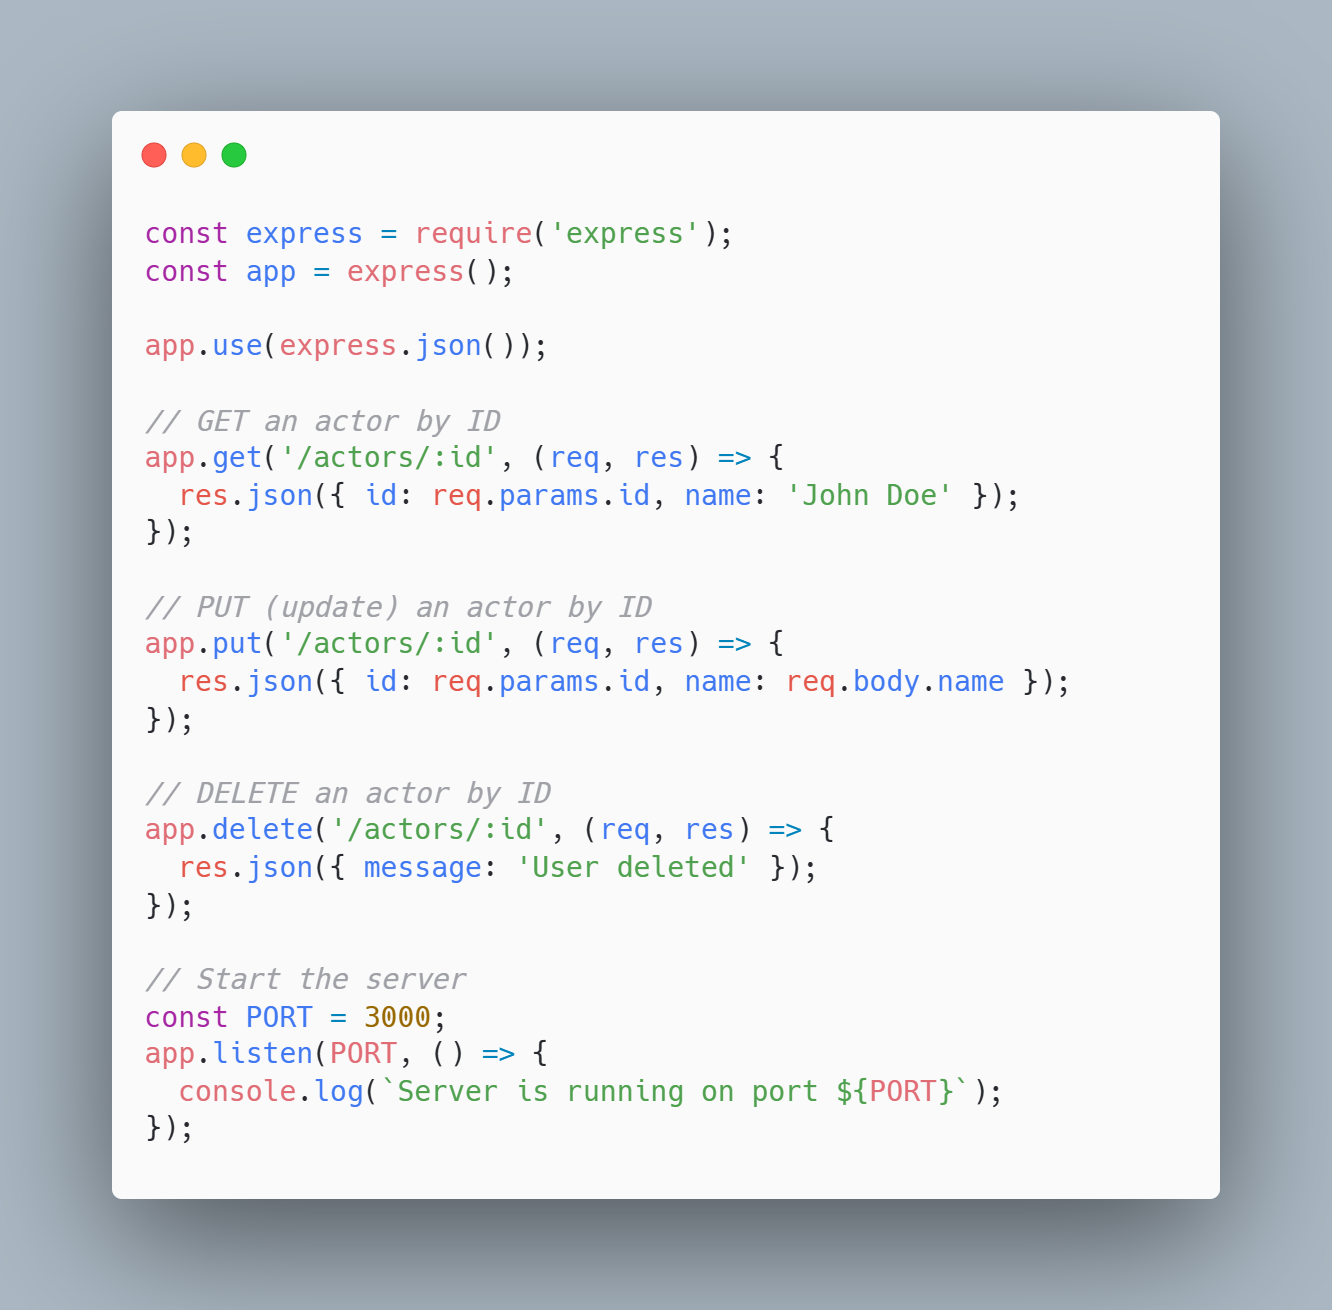 const express = require('express');
const app = express();

app.use(express.json());

// GET an actor by ID
app.get('/actors/:id', (req, res) => {
  res.json({ id: req.params.id, name: 'John Doe' });
});

// PUT (update) an actor by ID
app.put('/actors/:id', (req, res) => {
  res.json({ id: req.params.id, name: req.body.name });
});

// DELETE an actor by ID
app.delete('/actors/:id', (req, res) => {
  res.json({ message: 'User deleted' });
});

// Start the server
const PORT = 3000;
app.listen(PORT, () => {
  console.log(`Server is running on port ${PORT}`);
});